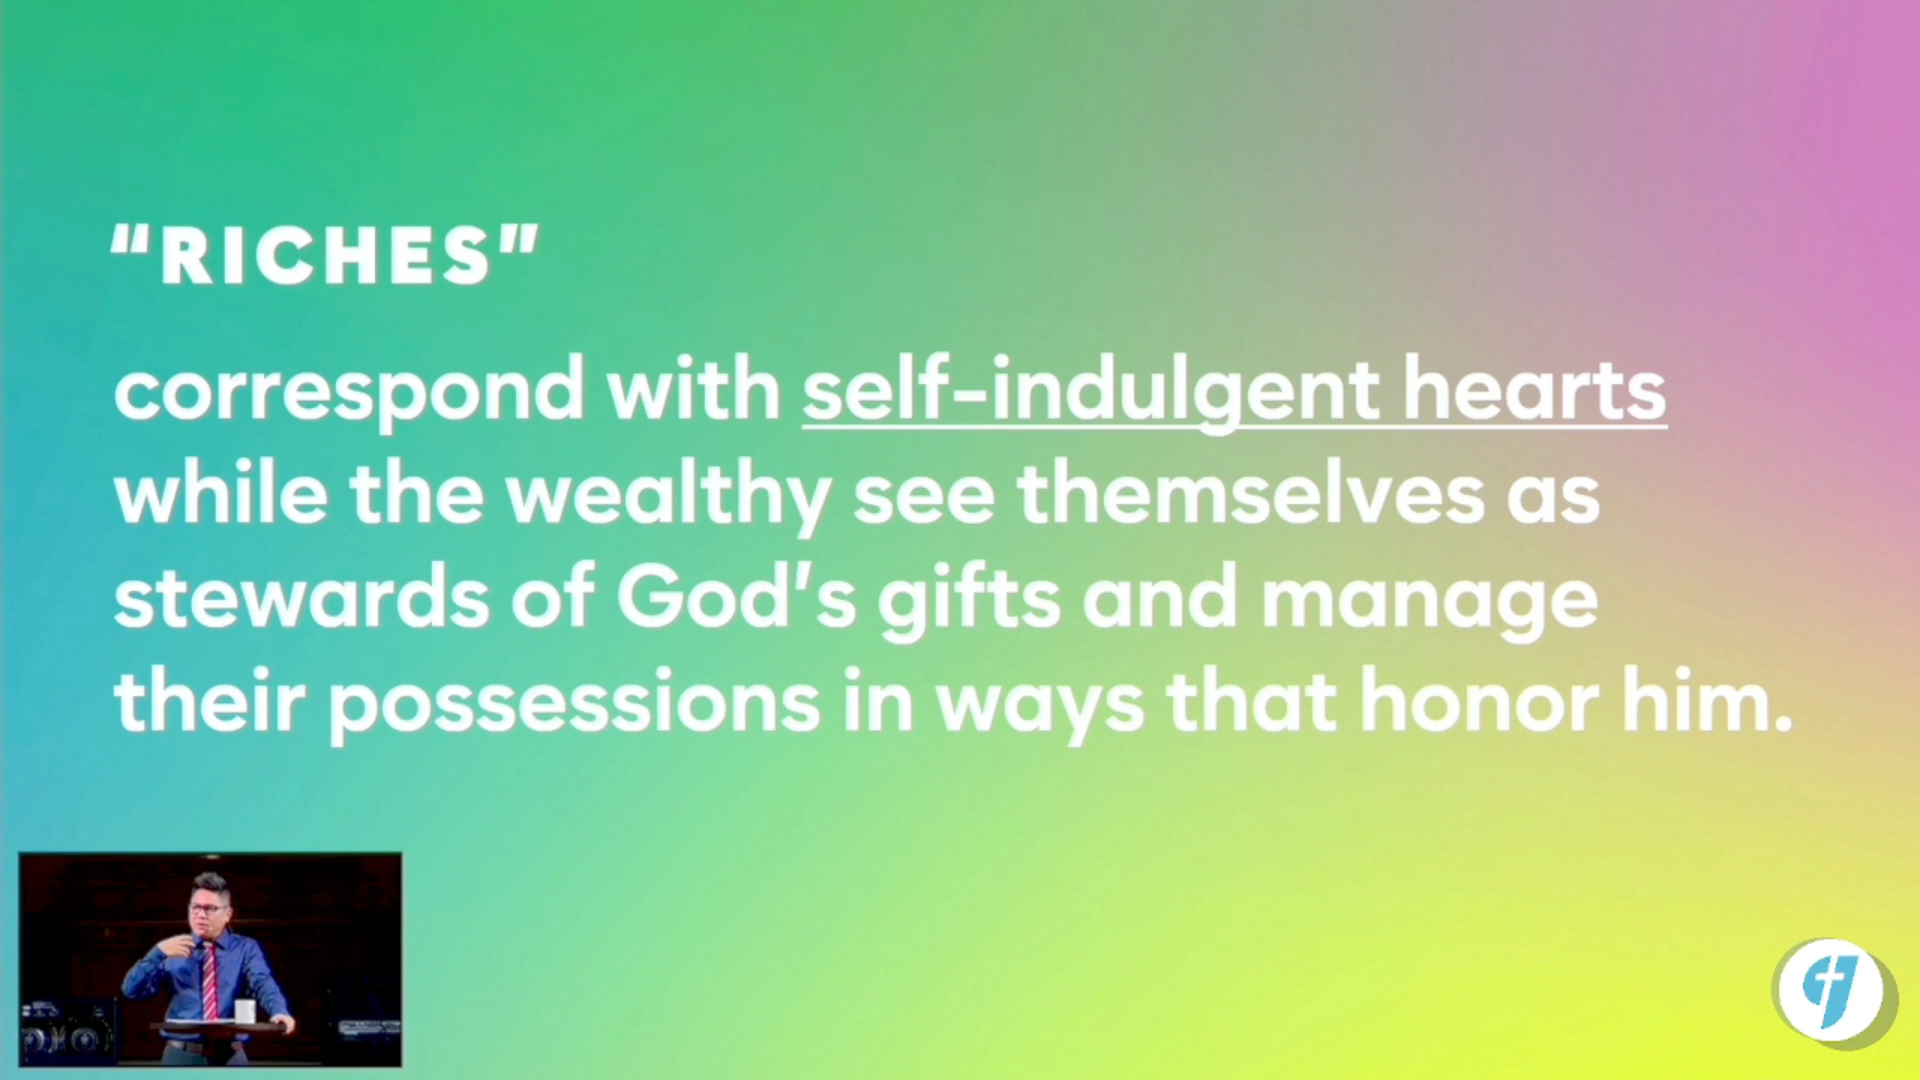 “RICHES”
correspond with self-indulgent hearts
while the wealthy see themselves as
stewards of God's gifts and manage
their possessions in ways that honor him.